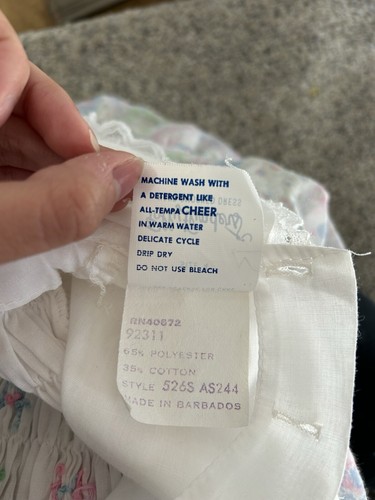 MACHINE WASH WITH
A DETERGENT LIKE
ALL-TEMPA CHEER
IN WARM WATER
DELICATE CYCLE
DRIP DRY
DO NOT USE BLEACH
RN40872
92311
65% POLYESTER
35% COTTON
STYLE 526S AS244
MADE IN BARBADOS